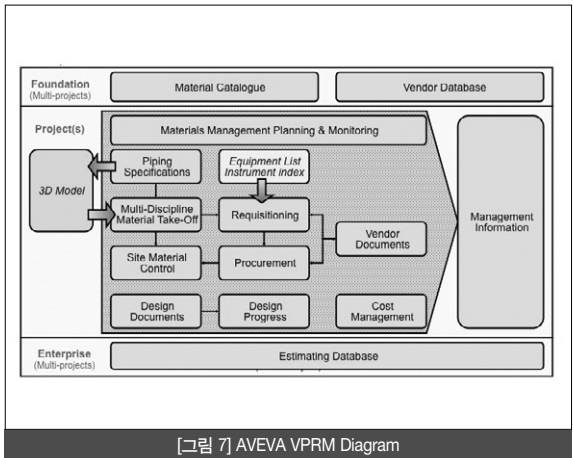 Foundation
(Multi-projects)
Material Catalogue
Vendor Database
Project(s)
Materials Management Planning & Monitoring
3D Model
Piping
Specifications
Equipment List
Instrument index
Multi-Discipline
Material Take-Off
Requisitioning
Vendor
Documents
Management
Information
Site Material
Control
Procurement
Design
Documents
Design
Progress
Cost
Management
Enterprise
(Multi-projects)
Estimating Database
[그림 7] AVEVA VPRM Diagram